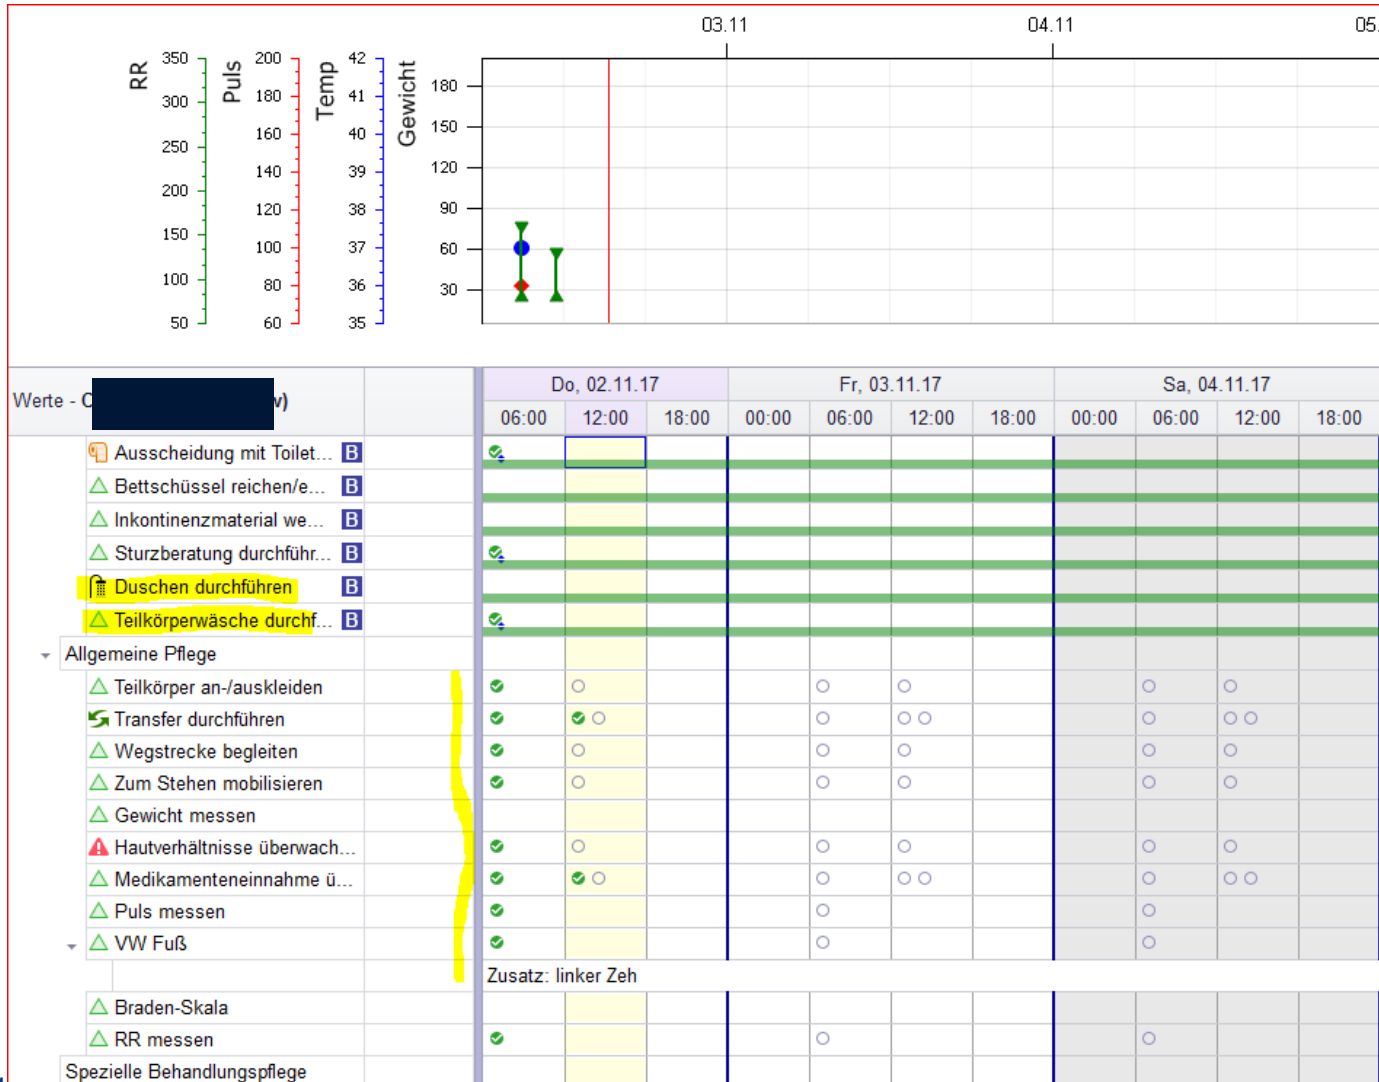 03.11 04.11 05.
RR Puls Temp Gewicht
350 200 42
180
300 180 41
150
160 40
250
140 39 120
200
120 38 90
150
100 37 60
100 80 36 30
50 60 35
Werte - C v) Do, 02.11.17 Fr, 03.11.17 Sa, 04.11.17
06:00 12:00 18:00 00:00 06:00 12:00 18:00 00:00 06:00 12:00 18:00
Ausscheidung mit Toilet... B
Bettschüssel reichen/e... B
Inkontinenzmaterial we... B
Sturzberatung durchführ... B
Duschen durchführen B
Teilkörperwäsche durchf... B
Allgemeine Pflege
Teilkörper an-/auskleiden
Transfer durchführen
Wegstrecke begleiten
Zum Stehen mobilisieren
Gewicht messen
Hautverhältnisse überwach...
Medikamenteneinnahme ü...
Puls messen
VW Fuß
Zusatz: linker Zeh
Braden-Skala
RR messen
Spezielle Behandlungspflege